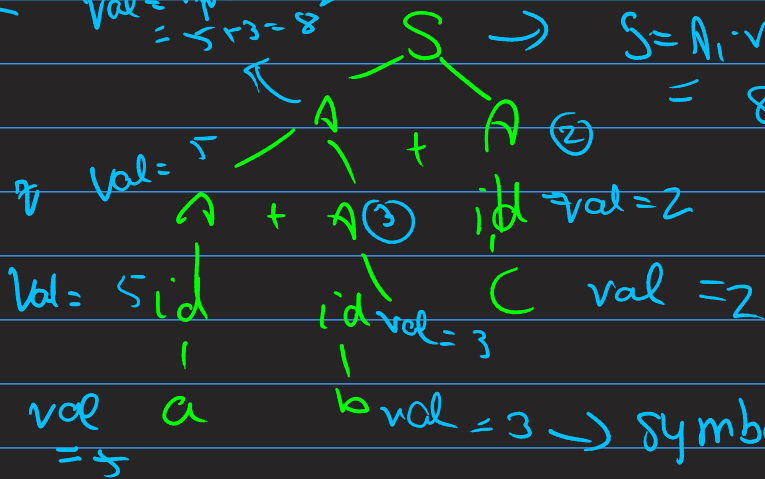 Val =
= 5+3=8 S → S = A₁.v
= 8
A + A ②
val = 5
A + A ③ id =val=2
Val = 5 id id val = 3 C val = 2
val = 5 a b val = 3 → Symb